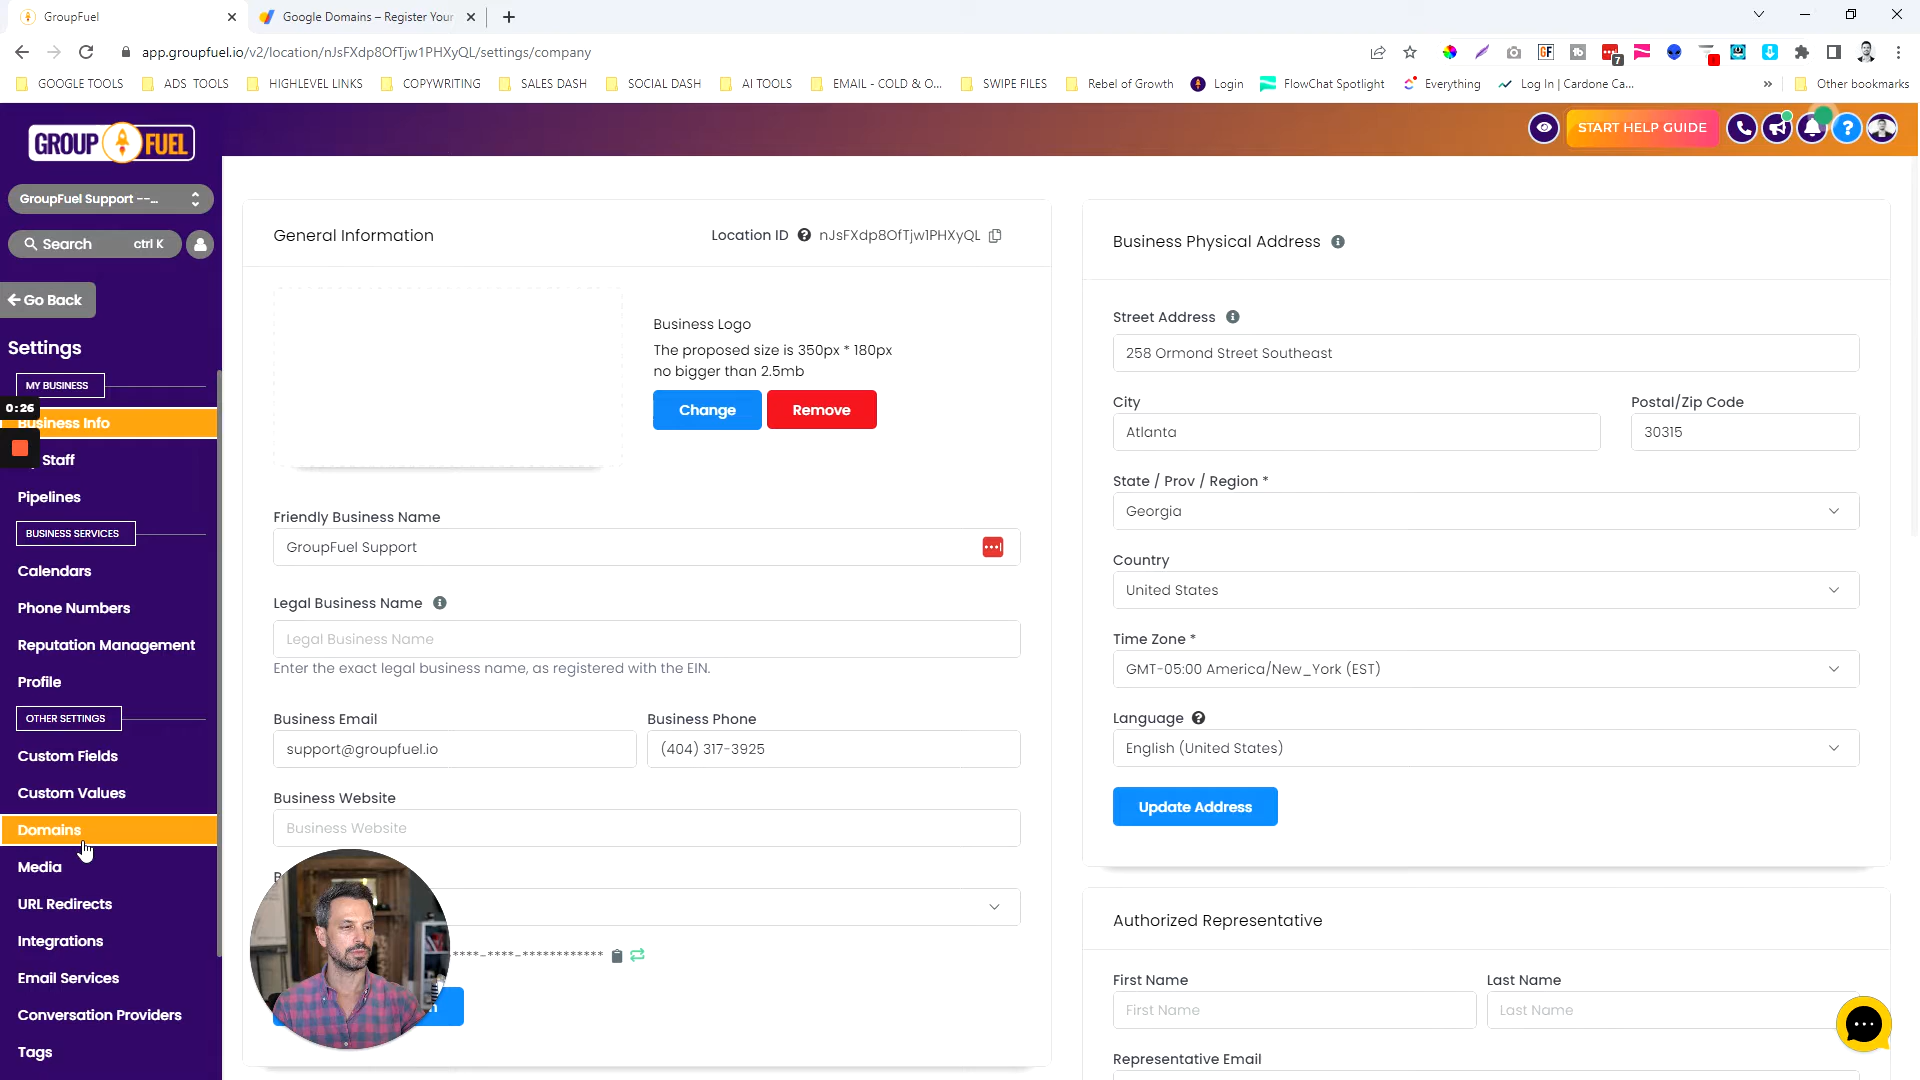 GroupFuel
Google Domains – Register Your
app.groupfuel.io/v2/location/nJsFXdp8OfTjw1PHXyQL/settings/company
7
GOOGLE TOOLS
ADS TOOLS
HIGHLEVEL LINKS
COPYWRITING
SALES DASH
SOCIAL DASH
AI TOOLS
EMAIL - COLD & O...
SWIPE FILES
Rebel of Growth
Login
FlowChat Spotlight
Everything
Log In | Cardone Ca...
»
Other bookmarks
GROUP FUEL
START HELP GUIDE
GroupFuel Support --...
Search ctrl K
Go Back
Settings
MY BUSINESS
0:26
Business Info
Staff
Pipelines
BUSINESS SERVICES
Calendars
Phone Numbers
Reputation Management
Profile
OTHER SETTINGS
Custom Fields
Custom Values
Domains
Media
URL Redirects
Integrations
Email Services
Conversation Providers
Tags
General Information
Location ID nJsFXdp8OfTjw1PHXyQL
Business Logo
The proposed size is 350px * 180px
no bigger than 2.5mb
Change
Remove
Friendly Business Name
GroupFuel Support
Legal Business Name
Legal Business Name
Enter the exact legal business name, as registered with the EIN.
Business Email
Business Phone
support@groupfuel.io
(404) 317-3925
Business Website
Business Website
****-****-************
Business Physical Address
Street Address
258 Ormond Street Southeast
City
Postal/Zip Code
Atlanta
30315
State / Prov / Region *
Georgia
Country
United States
Time Zone *
GMT-05:00 America/New_York (EST)
Language
English (United States)
Update Address
Authorized Representative
First Name
Last Name
First Name
Last Name
Representative Email